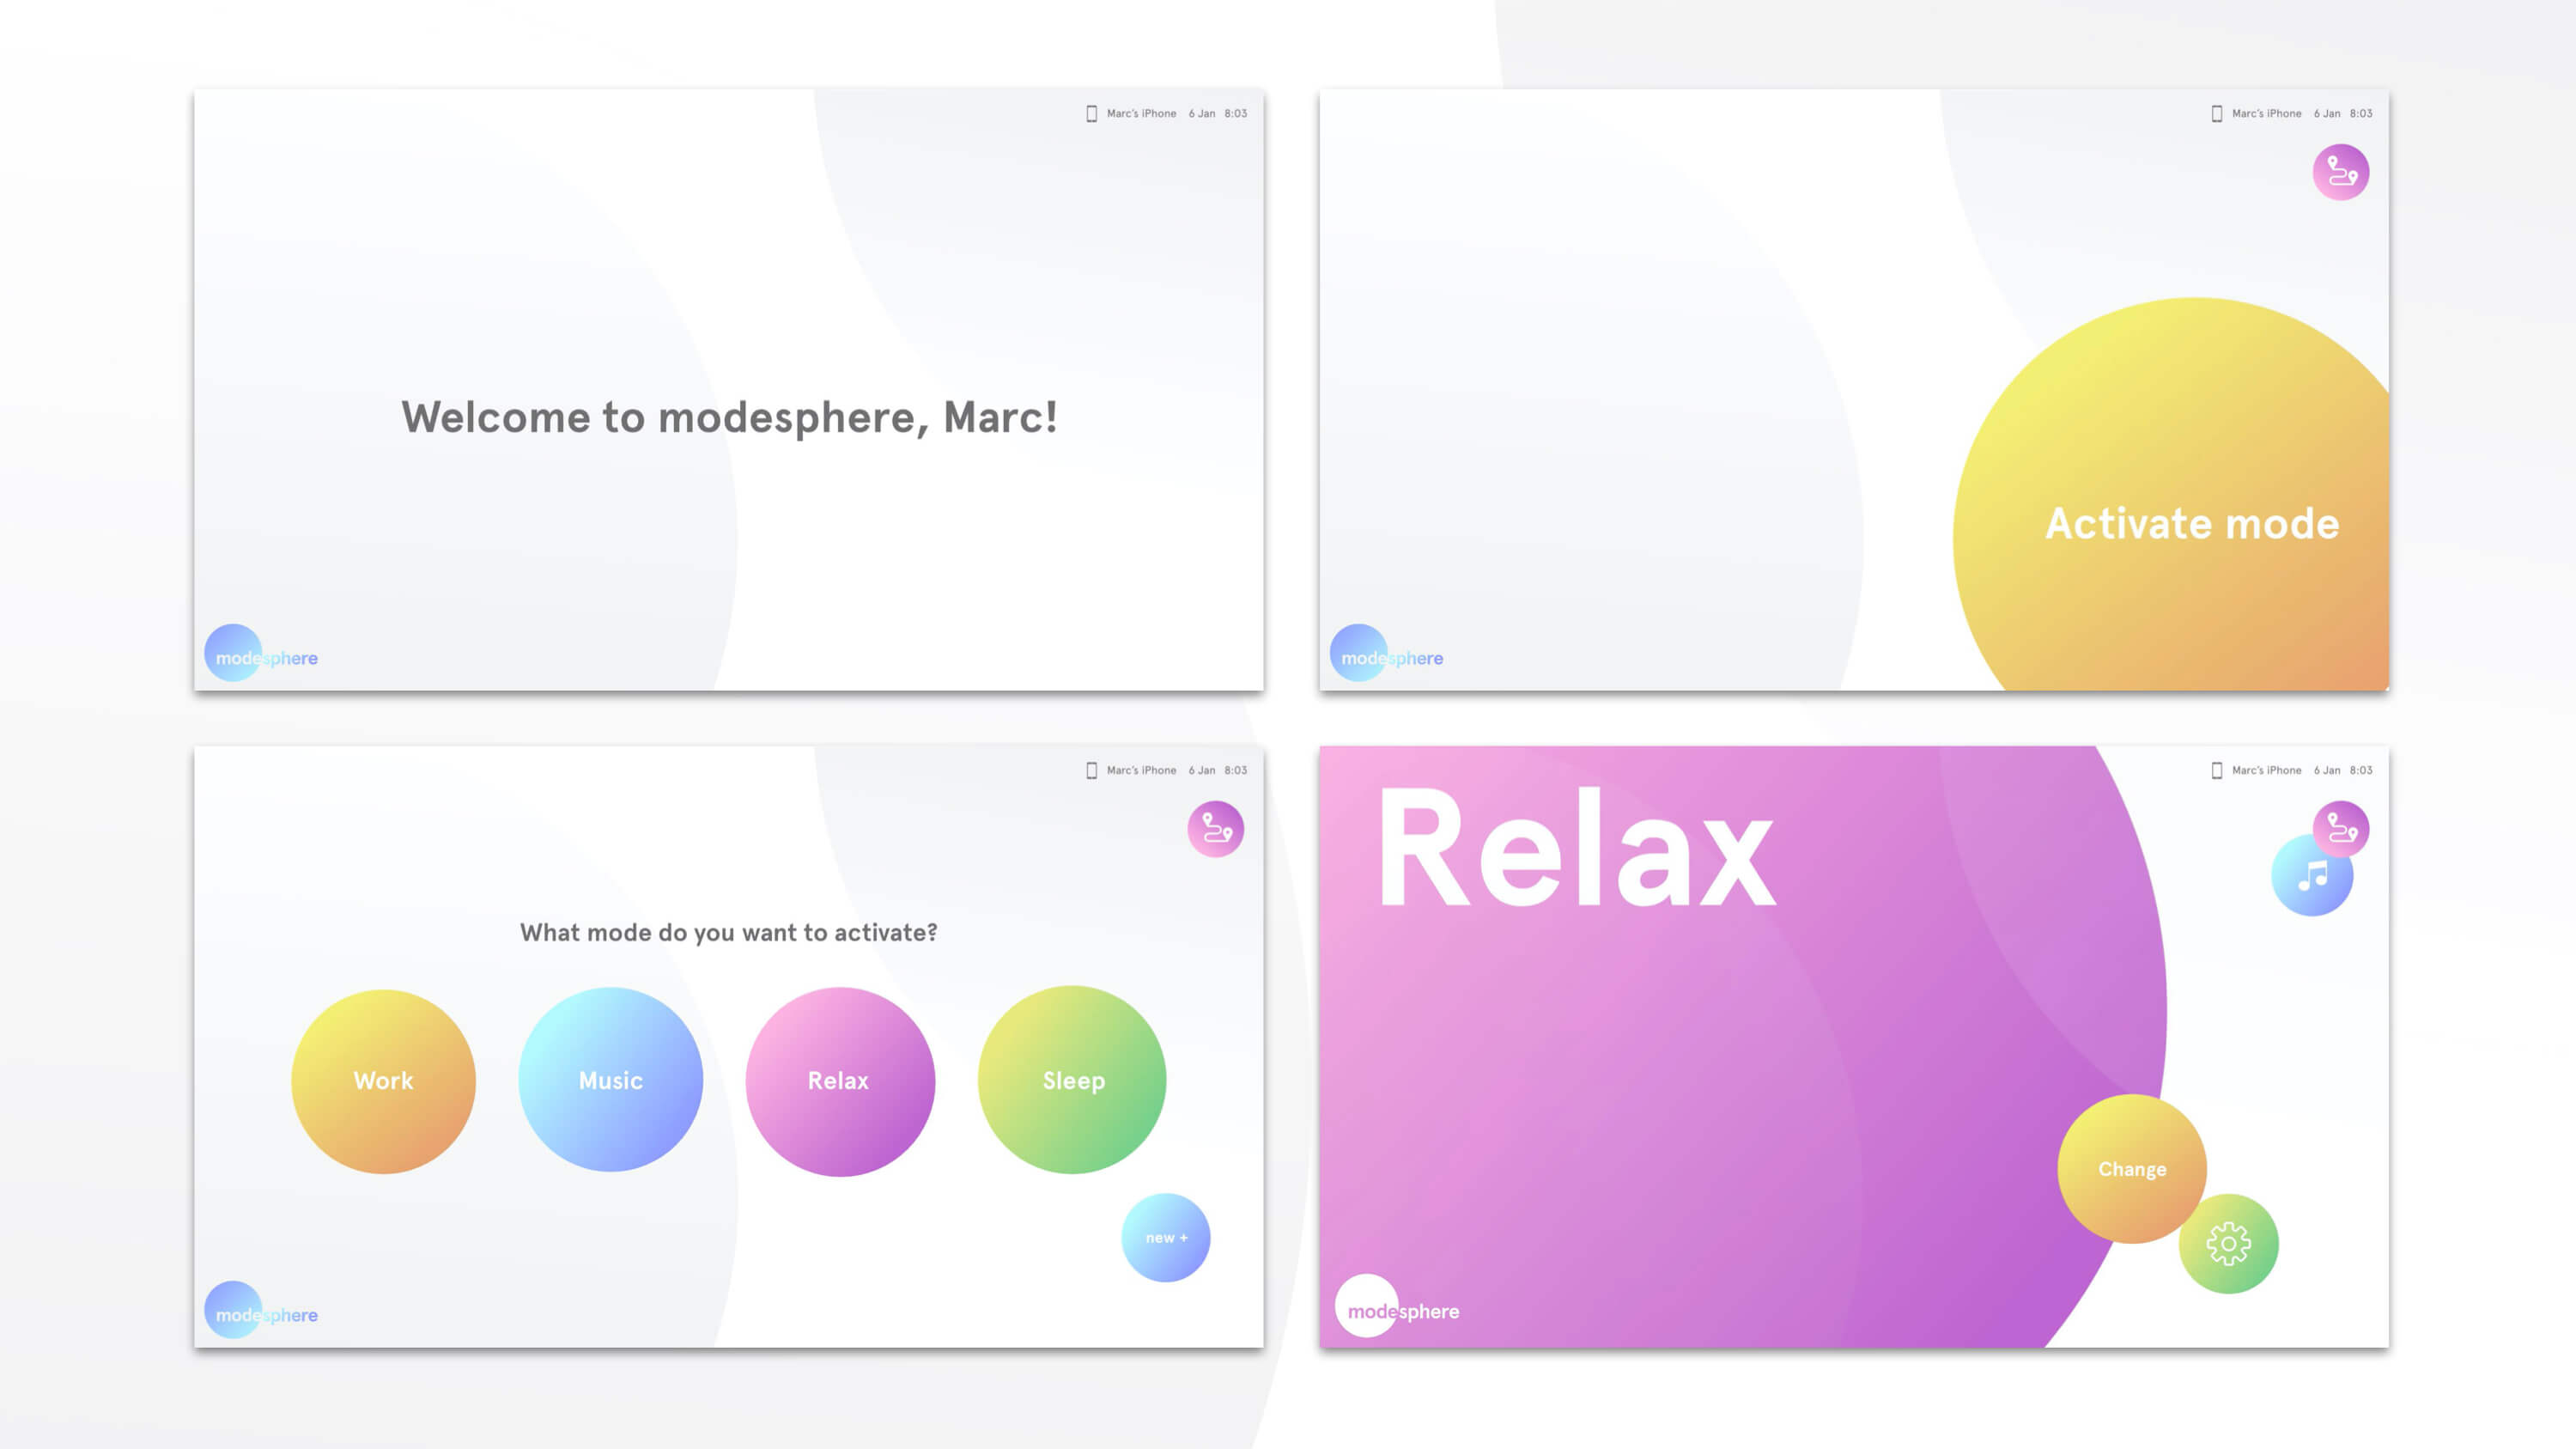 Marc's iPhone 6 Jan 8:03
Welcome to modesphere, Marc!
modesphere
Marc's iPhone 6 Jan 8:03
Activate mode
modesphere
Marc's iPhone 6 Jan 8:03
What mode do you want to activate?
Work Music Relax Sleep
new +
modesphere
Marc's iPhone 6 Jan 8:03
Relax
Change
modesphere